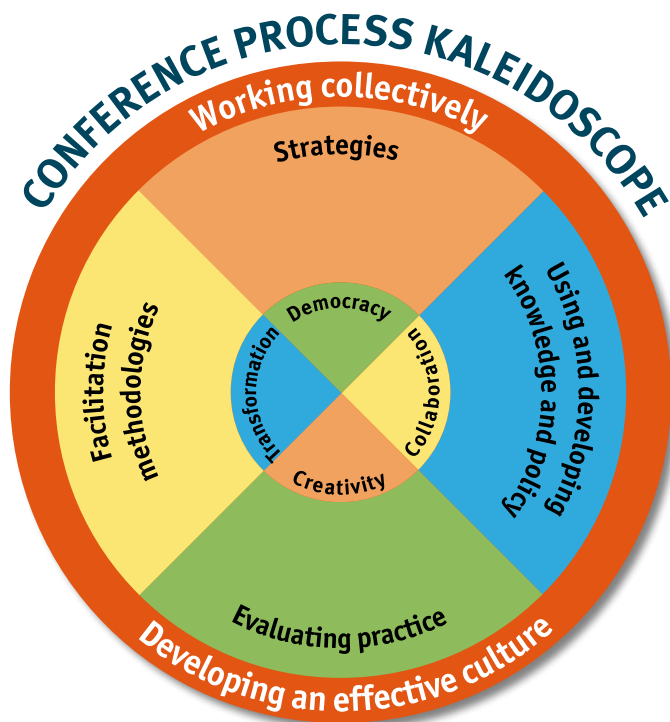 CONFERENCE PROCESS KALEIDOSCOPE
Working collectively
Strategies
Facilitation
methodologies
Using and developing
knowledge and policy
Democracy
Transformation
Collaboration
Creativity
Evaluating practice
Developing an effective culture